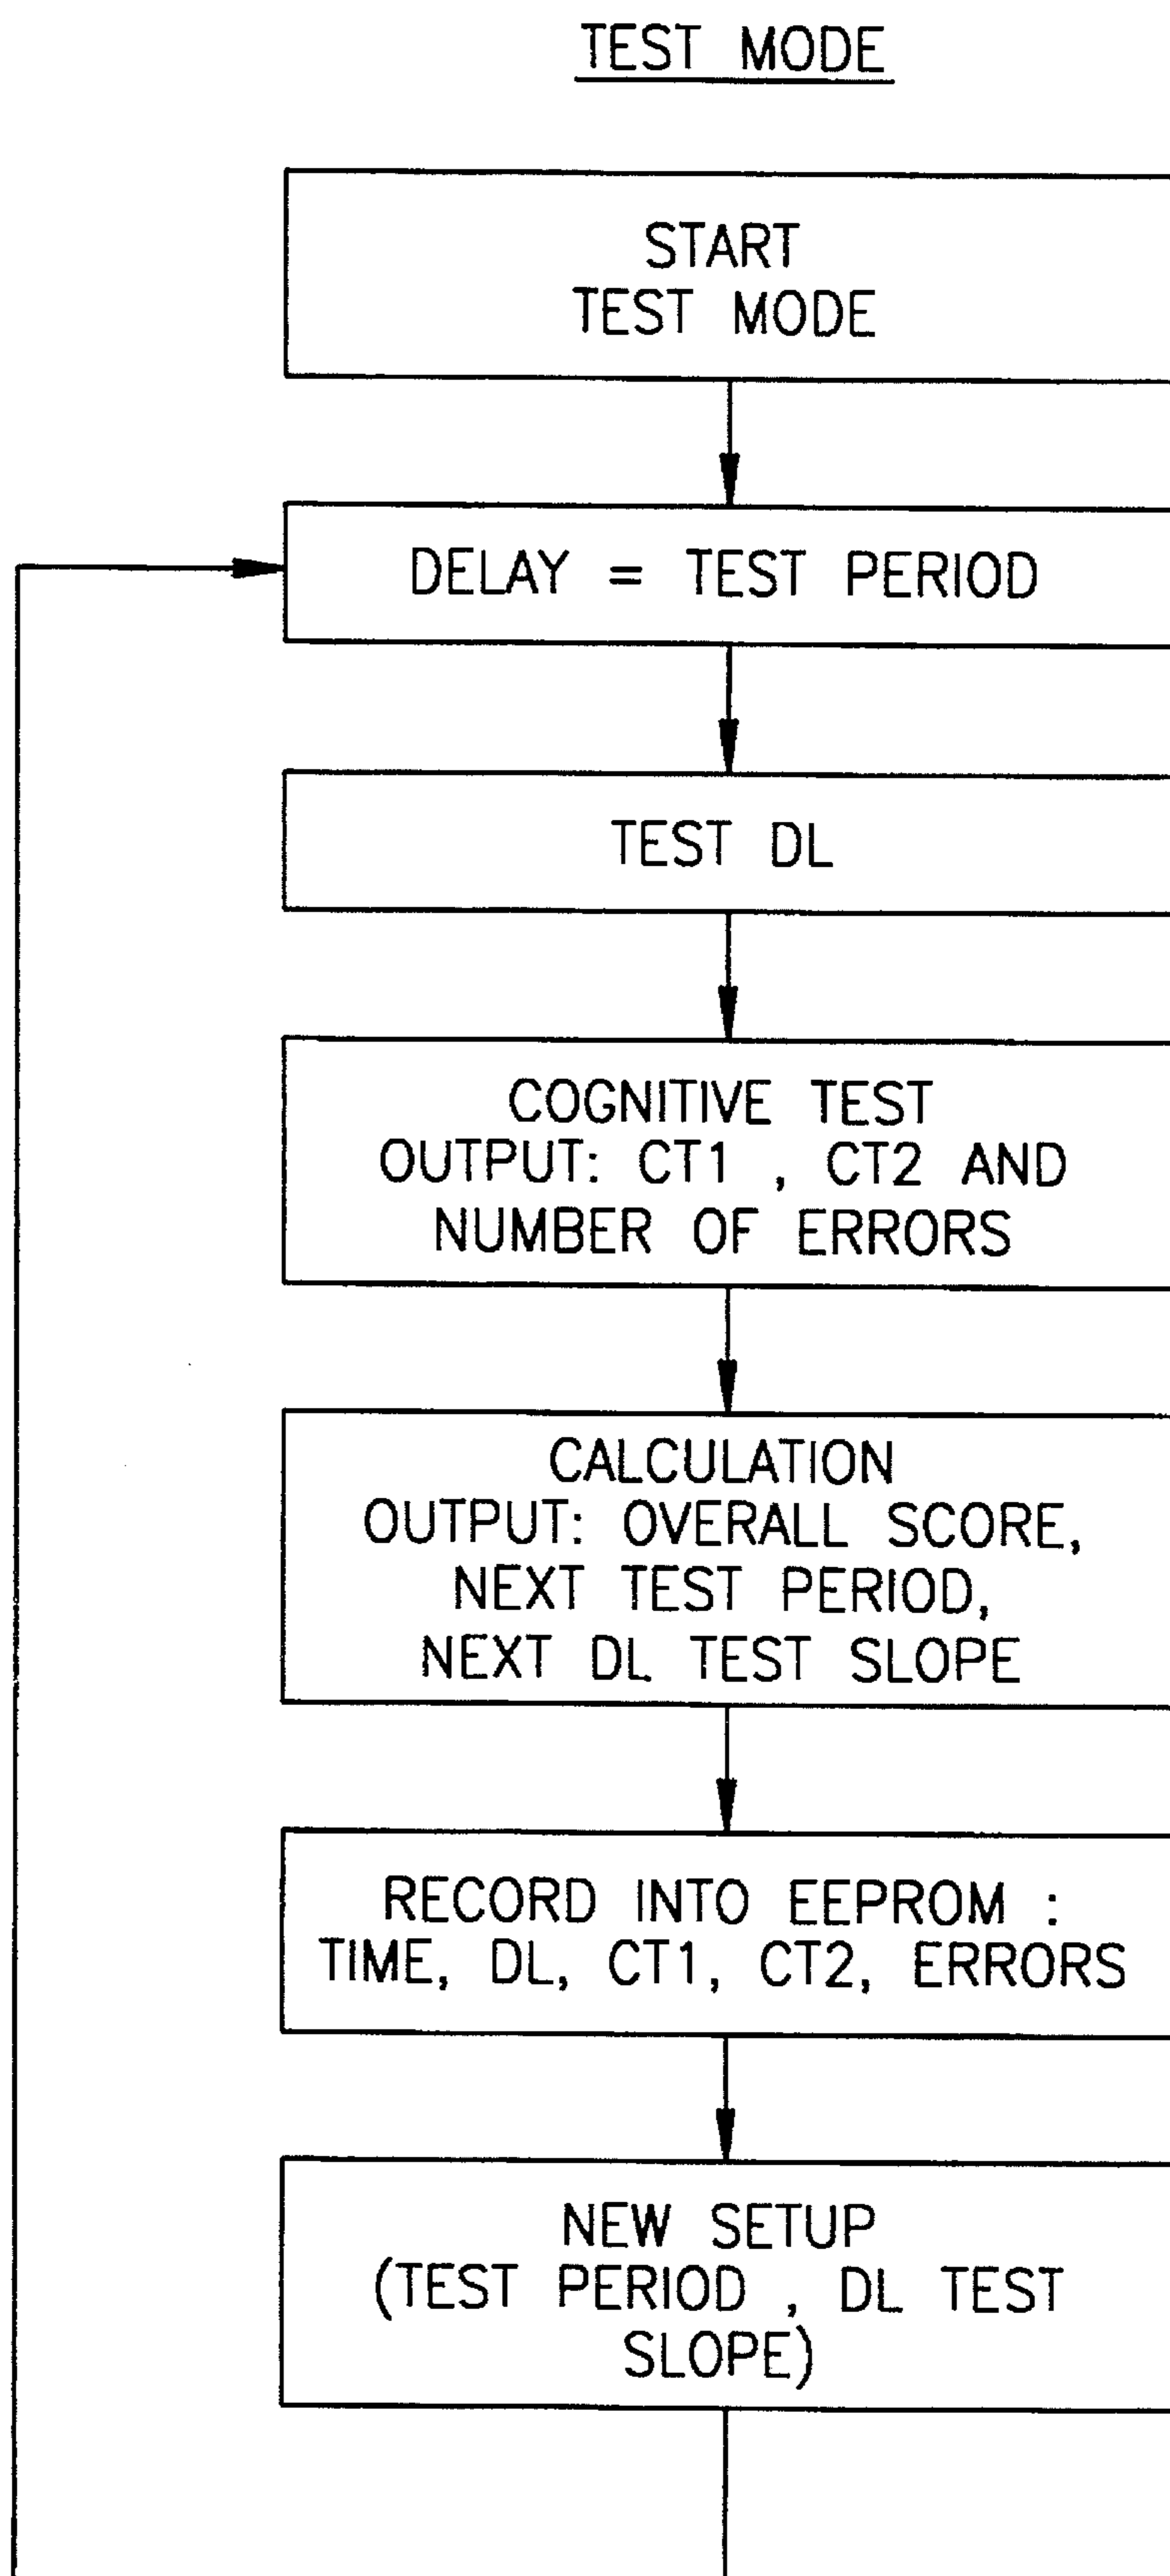 TEST MODE
START
TEST MODE
DELAY = TEST PERIOD
TEST DL
COGNITIVE TEST
OUTPUT: CT1 , CT2 AND
NUMBER OF ERRORS
CALCULATION
OUTPUT: OVERALL SCORE,
NEXT TEST PERIOD,
NEXT DL TEST SLOPE
RECORD INTO EEPROM :
TIME, DL, CT1, CT2, ERRORS
NEW SETUP
(TEST PERIOD , DL TEST
SLOPE)